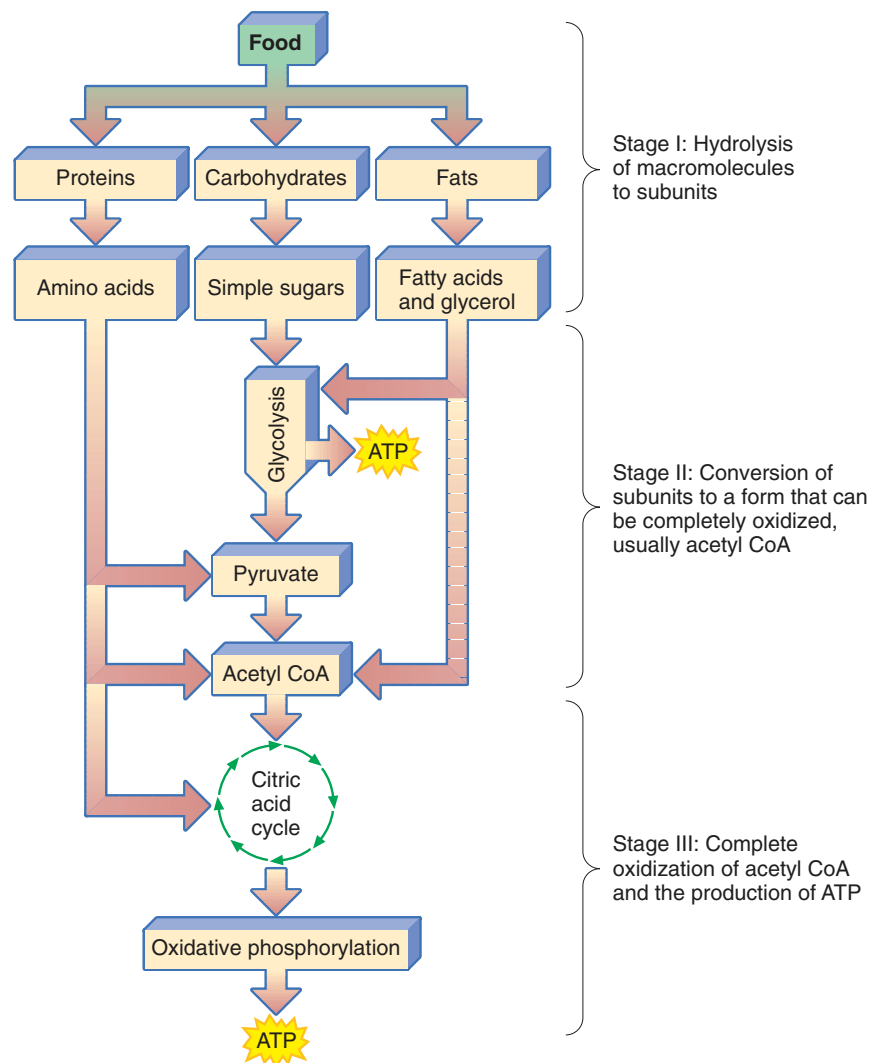 Food
Proteins
Carbohydrates
Fats
Stage I: Hydrolysis
of macromolecules
to subunits
Amino acids
Simple sugars
Fatty acids
and glycerol
Glycolysis
ATP
Stage II: Conversion of
subunits to a form that can
be completely oxidized,
usually acetyl CoA
Pyruvate
Acetyl CoA
Citric
acid
cycle
Stage III: Complete
oxidization of acetyl CoA
and the production of ATP
Oxidative phosphorylation
ATP